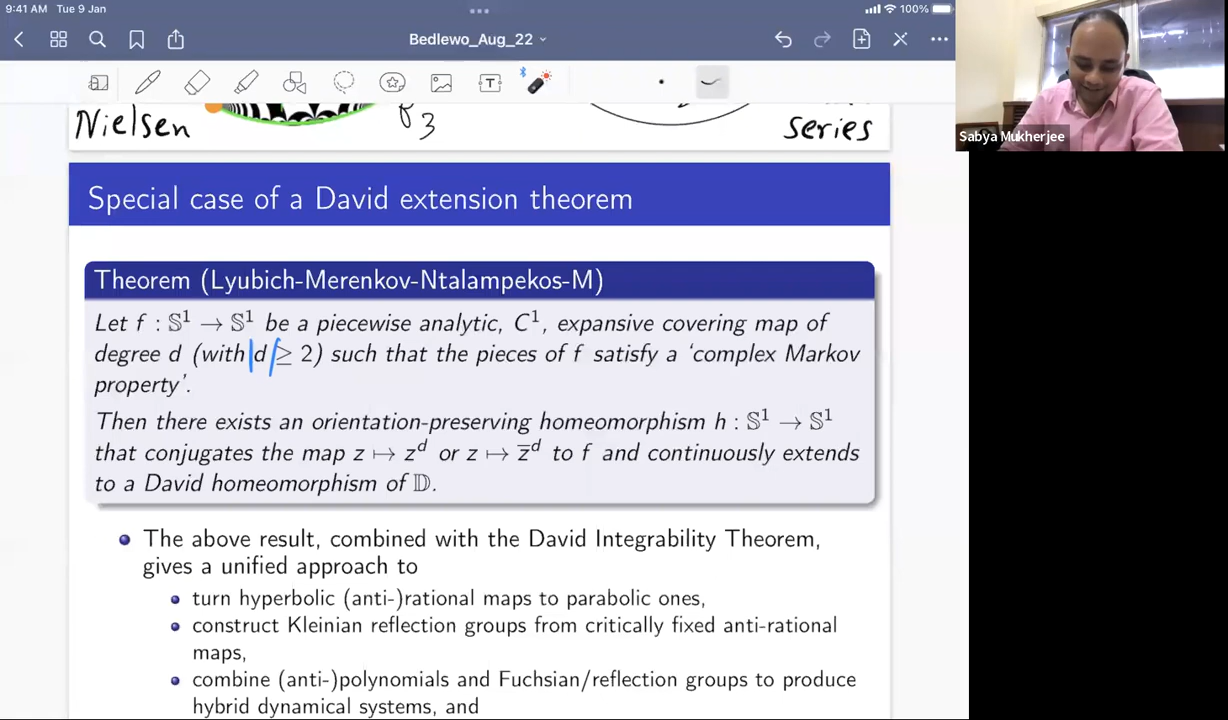 9:41 AM Tue 9 Jan
100%
Bedlewo_Aug_22
Nielsen
3
series
Sabya Mukherjee
Special case of a David extension theorem
Theorem (Lyubich-Merenkov-Ntalampekos-M)
Let f : 𝕊¹ → 𝕊¹ be a piecewise analytic, C¹, expansive covering map of
degree d (with |d| ≥ 2) such that the pieces of f satisfy a ‘complex Markov
property’.
Then there exists an orientation-preserving homeomorphism h : 𝕊¹ → 𝕊¹
that conjugates the map z ↦ zᵈ or z ↦ z̅ᵈ to f and continuously extends
to a David homeomorphism of 𝔻.
The above result, combined with the David Integrability Theorem,
gives a unified approach to
turn hyperbolic (anti-)rational maps to parabolic ones,
construct Kleinian reflection groups from critically fixed anti-rational
maps,
combine (anti-)polynomials and Fuchsian/reflection groups to produce
hybrid dynamical systems, and